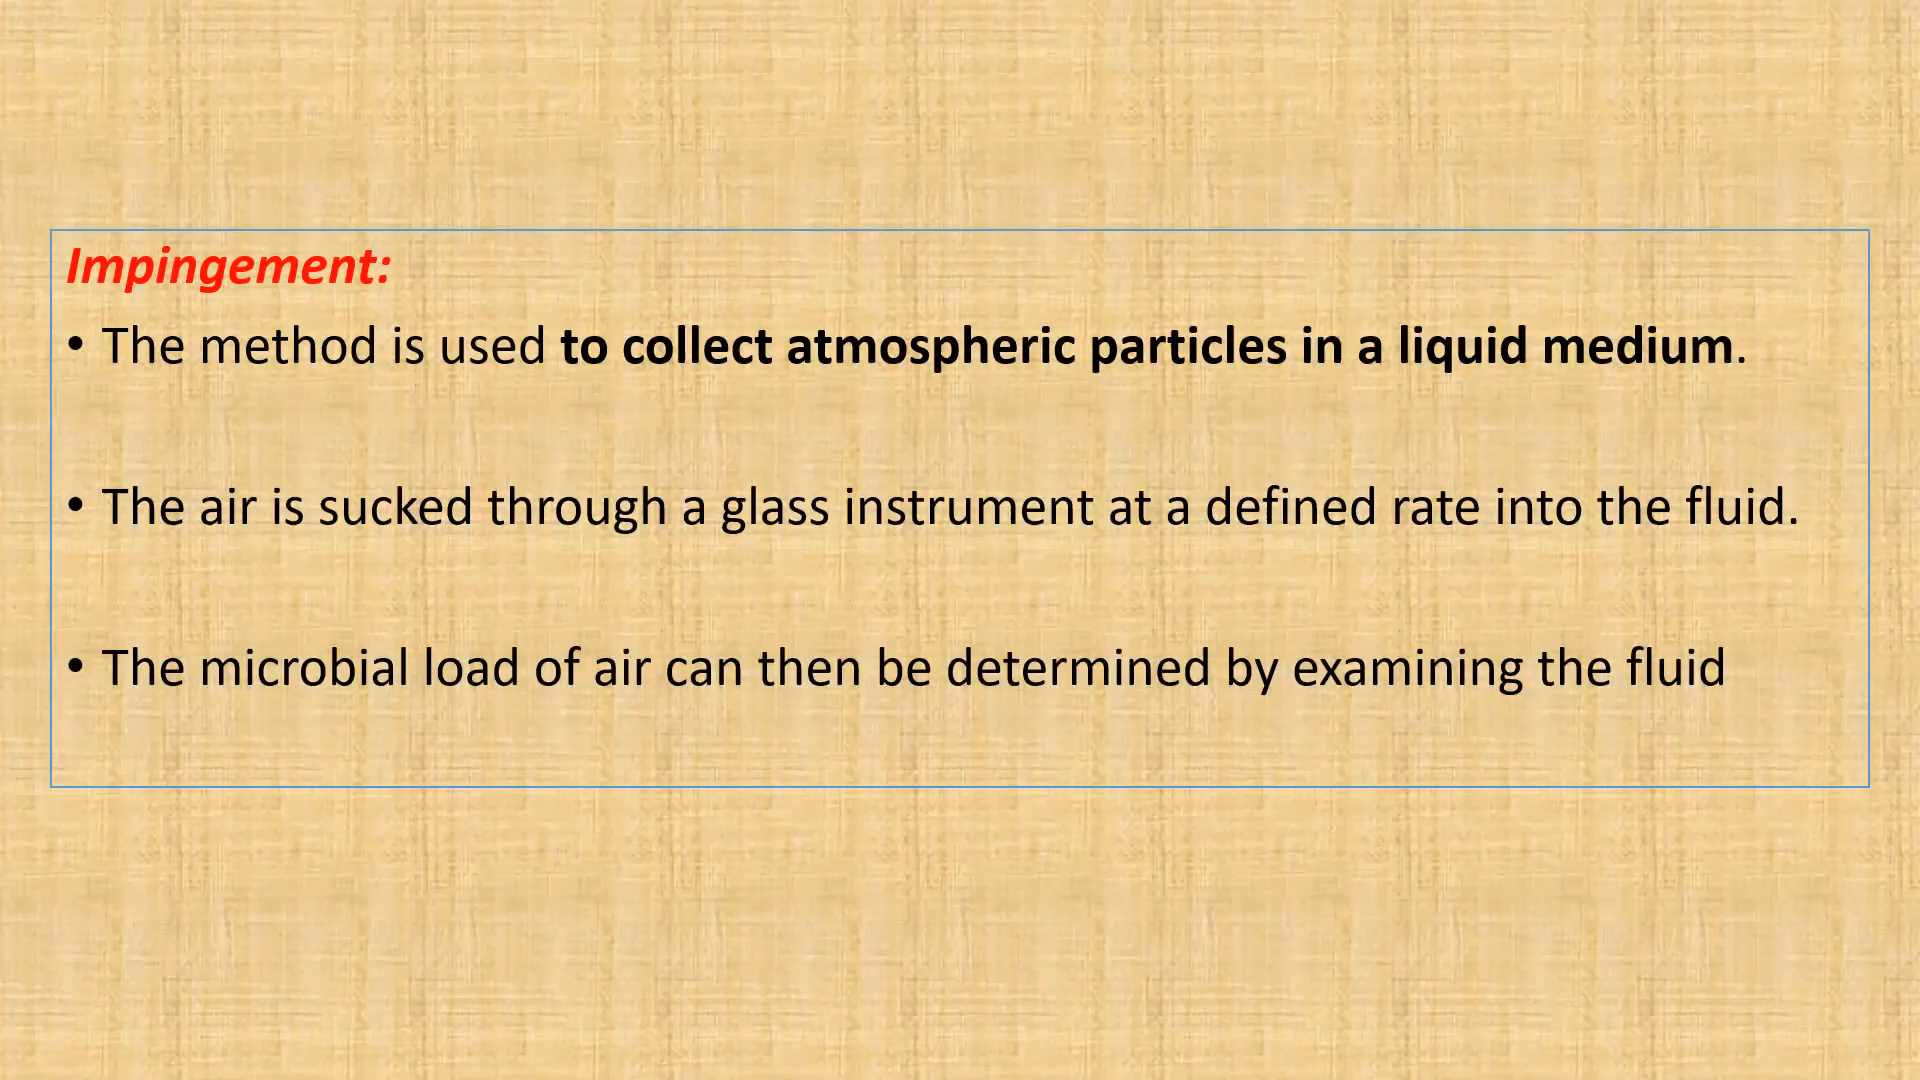 Impingement:
• The method is used to collect atmospheric particles in a liquid medium.
• The air is sucked through a glass instrument at a defined rate into the fluid.
• The microbial load of air can then be determined by examining the fluid